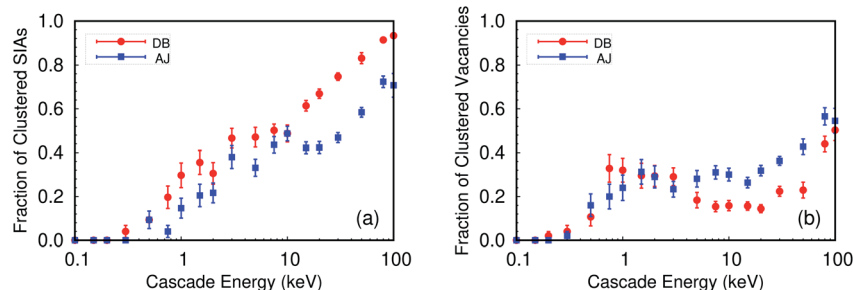 Fraction of Clustered SIAs
1.0
0.8
0.6
0.4
0.2
0.0
DB
AJ
(a)
0.1
1
10
100
Cascade Energy (keV)
Fraction of Clustered Vacancies
1.0
0.8
0.6
0.4
0.2
0.0
DB
AJ
(b)
0.1
1
10
100
Cascade Energy (keV)